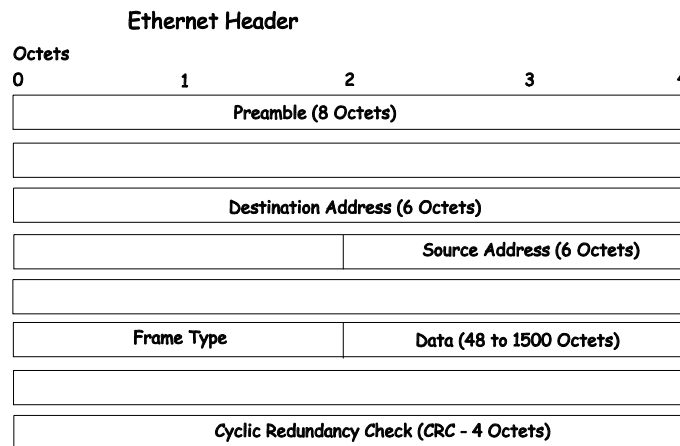 Ethernet Header
Octets
0 1 2 3 4
Preamble (8 Octets)
Destination Address (6 Octets)
Source Address (6 Octets)
Frame Type Data (48 to 1500 Octets)
Cyclic Redundancy Check (CRC - 4 Octets)